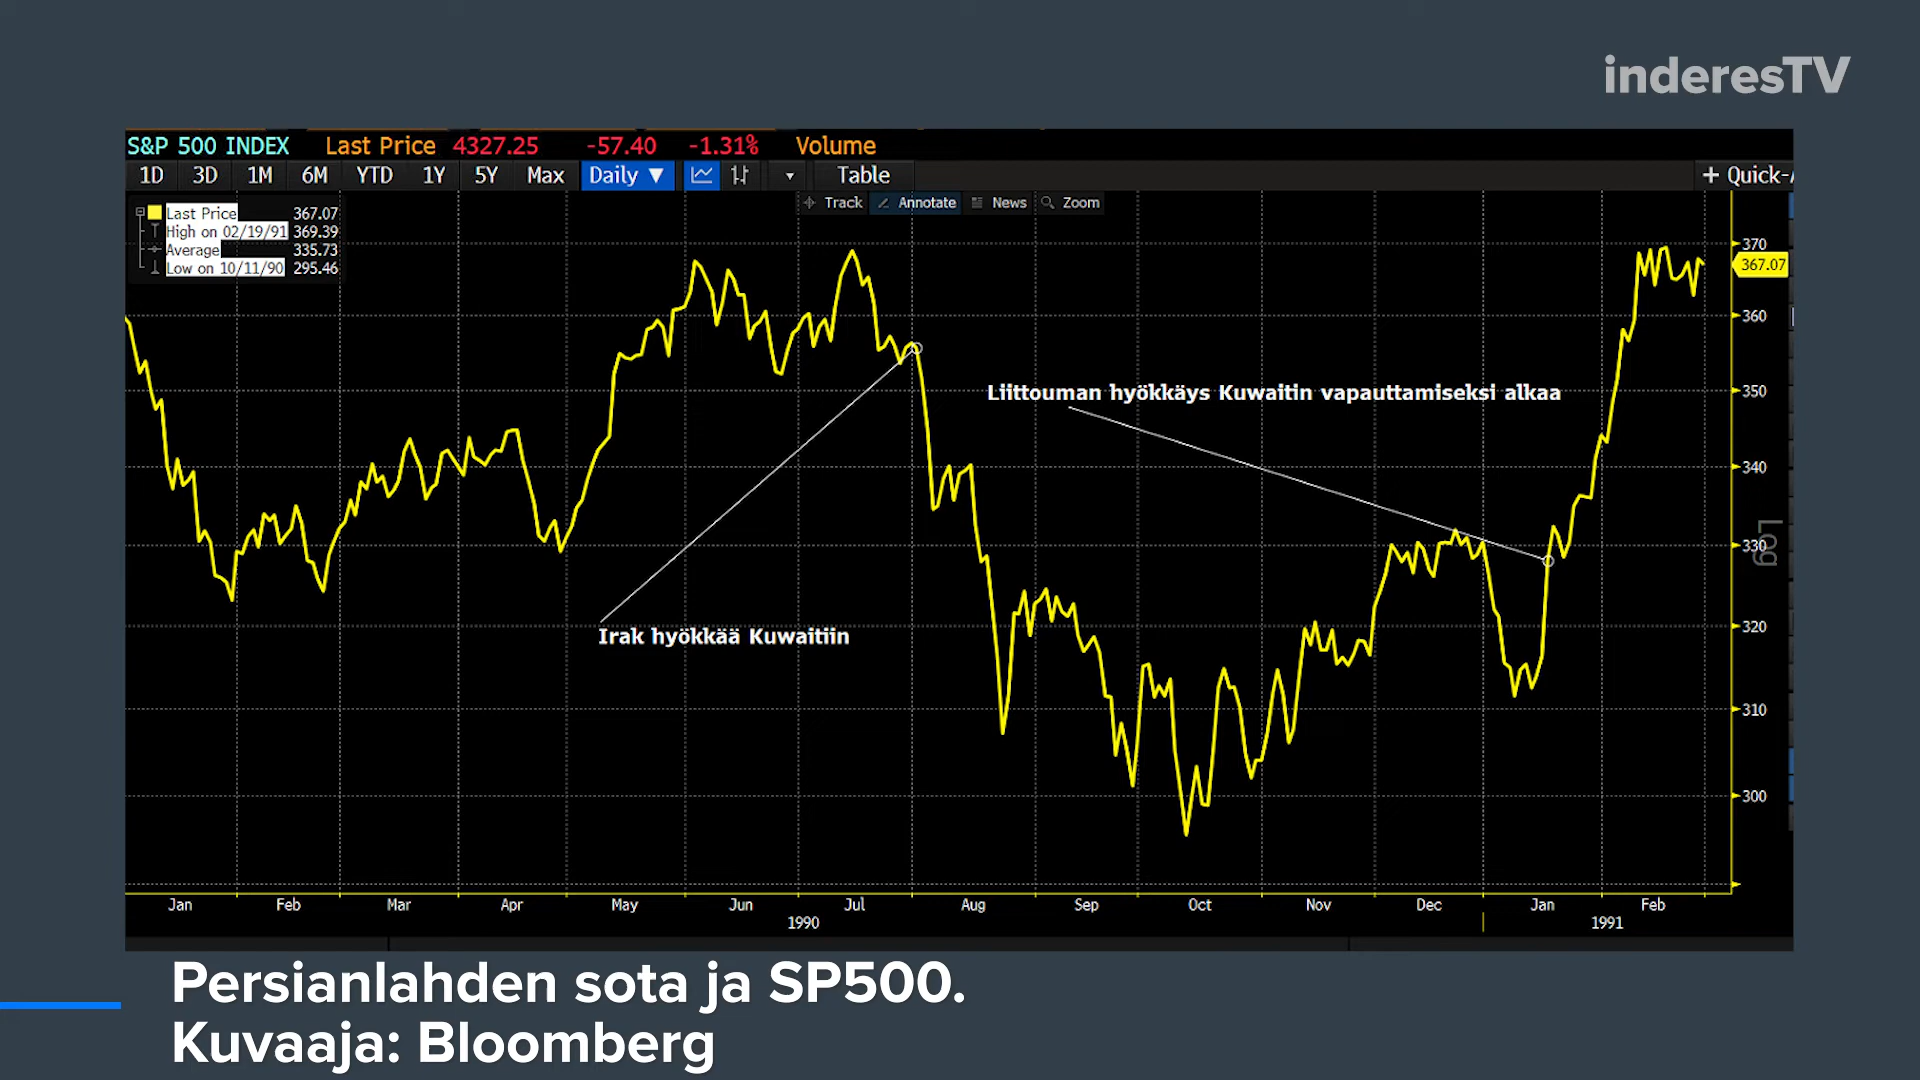 inderesTV
S&P 500 INDEX Last Price 4327.25 -57.40 -1.31% Volume
1D 3D 1M 6M YTD 1Y 5Y Max Daily ▼ Table + Quick-
Track Annotate News Zoom
Last Price 367.07
High on 02/19/91 369.39
Average 335.73
Low on 10/11/90 295.46
370
367.07
360
350
Liittouman hyökkäys Kuwaitin vapauttamiseksi alkaa
340
330
Log
320
Irak hyökkää Kuwaitiin
310
300
Jan Feb Mar Apr May Jun Jul Aug Sep Oct Nov Dec Jan Feb
1990 1991
Persianlahden sota ja SP500.
Kuvaaja: Bloomberg